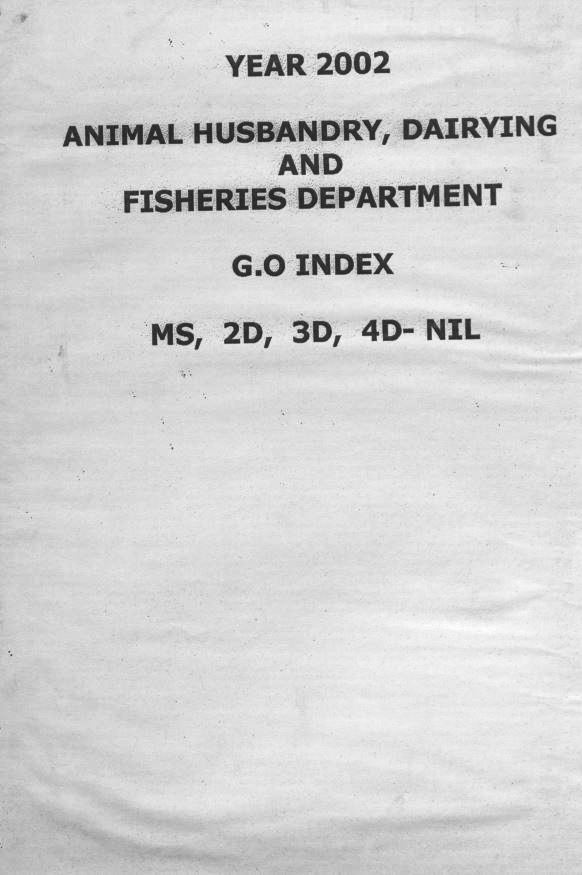 YEAR 2002
ANIMAL HUSBANDRY, DAIRYING
AND
FISHERIES DEPARTMENT
G.O INDEX
MS, 2D, 3D, 4D- NIL